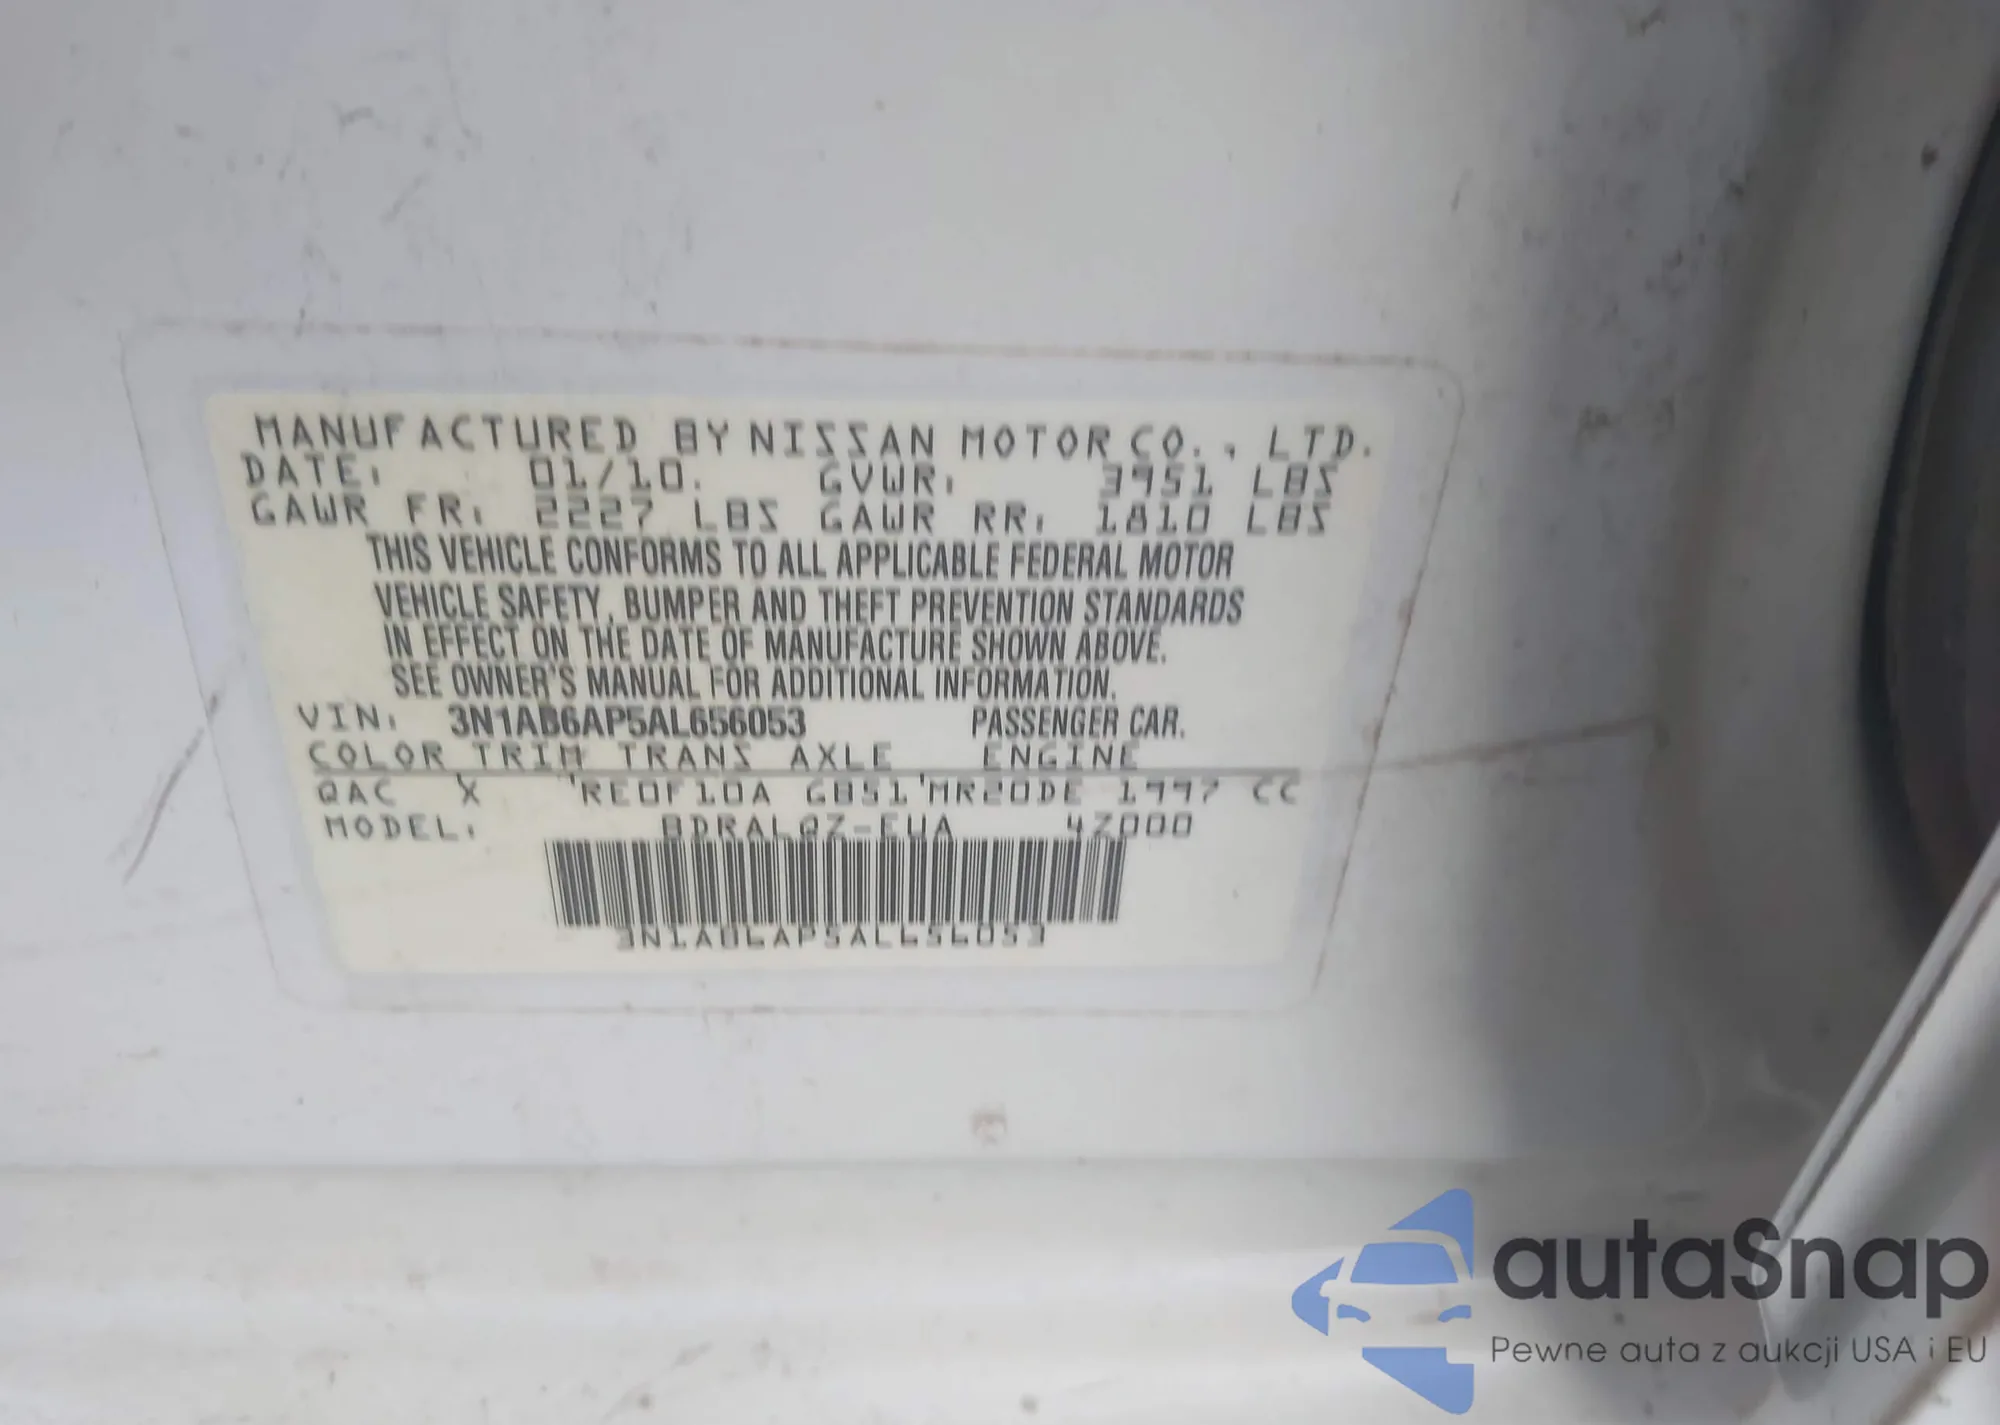 MANUFACTURED BY NISSAN MOTOR CO., LTD.
DATE: 01/10. GVWR: 3951 LBS
GAWR FR: 2227 LBS GAWR RR: 1810 LBS
THIS VEHICLE CONFORMS TO ALL APPLICABLE FEDERAL MOTOR
VEHICLE SAFETY, BUMPER AND THEFT PREVENTION STANDARDS
IN EFFECT ON THE DATE OF MANUFACTURE SHOWN ABOVE.
SEE OWNER'S MANUAL FOR ADDITIONAL INFORMATION.
VIN: 3N1AB6AP5AL656053 PASSENGER CAR.
COLOR TRIM TRANS AXLE ENGINE
QAC X 'RE0F10A GB51'MR20DE 1997 CC
MODEL: BDRALQZ-EUA 4Z000
3N1AB6AP5AL656053
autaSnap
Pewne auta z aukcji USA i EU